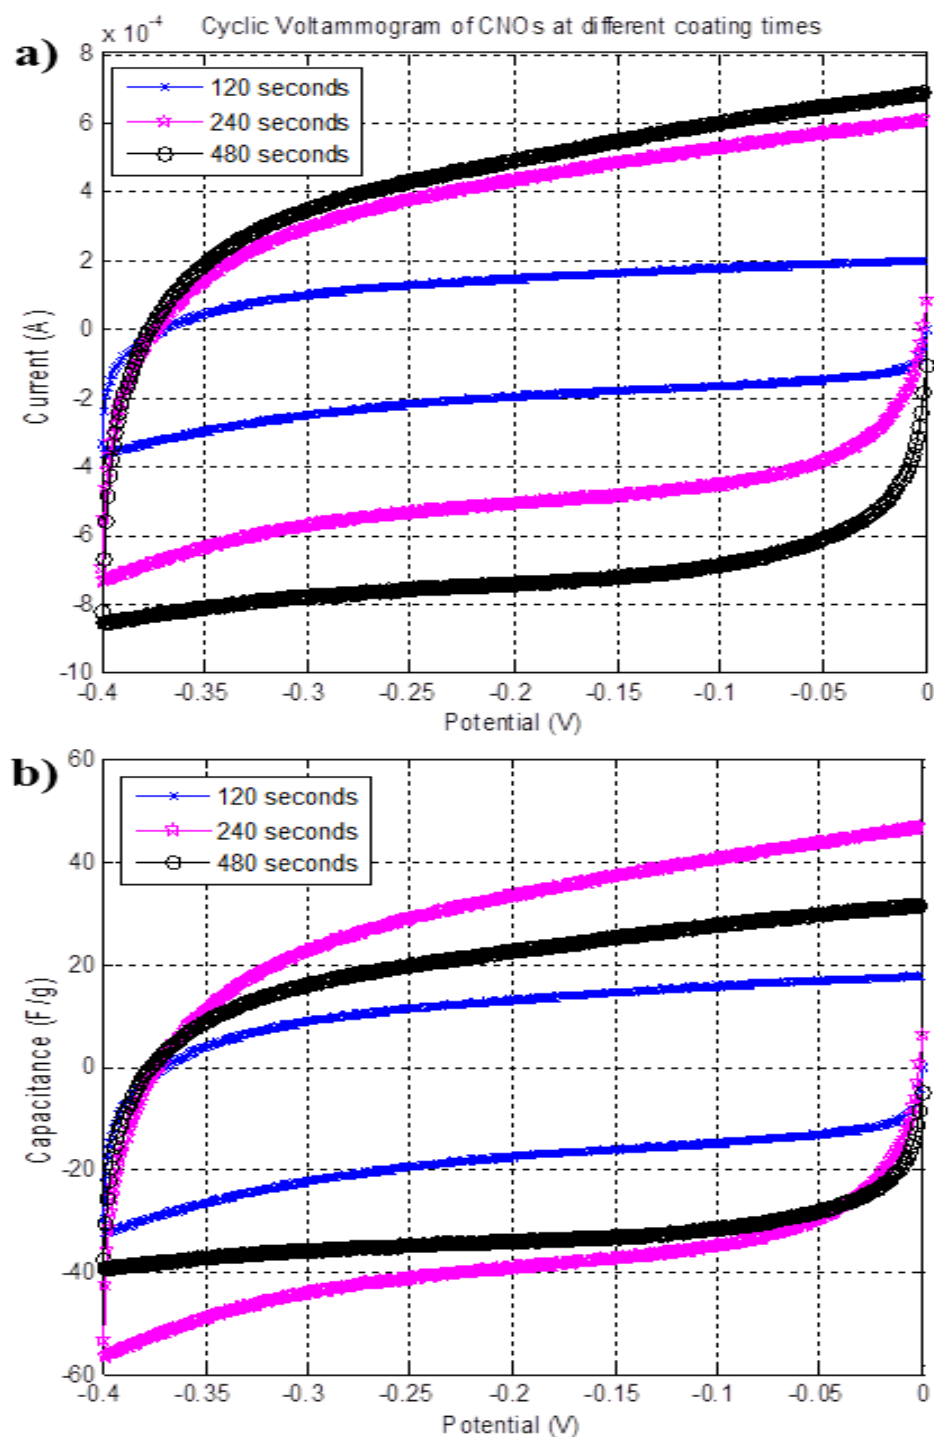 Cyclic Voltammogram of CNOs at different coating times
x 10⁻⁴
a)
120 seconds
240 seconds
480 seconds
8
6
4
2
0
-2
-4
-6
-8
-10
Current (A)
-0.4 -0.35 -0.3 -0.25 -0.2 -0.15 -0.1 -0.05 0
Potential (V)
b)
120 seconds
240 seconds
480 seconds
60
40
20
0
-20
-40
-60
Capacitance (F/g)
-0.4 -0.35 -0.3 -0.25 -0.2 -0.15 -0.1 -0.05 0
Potential (V)